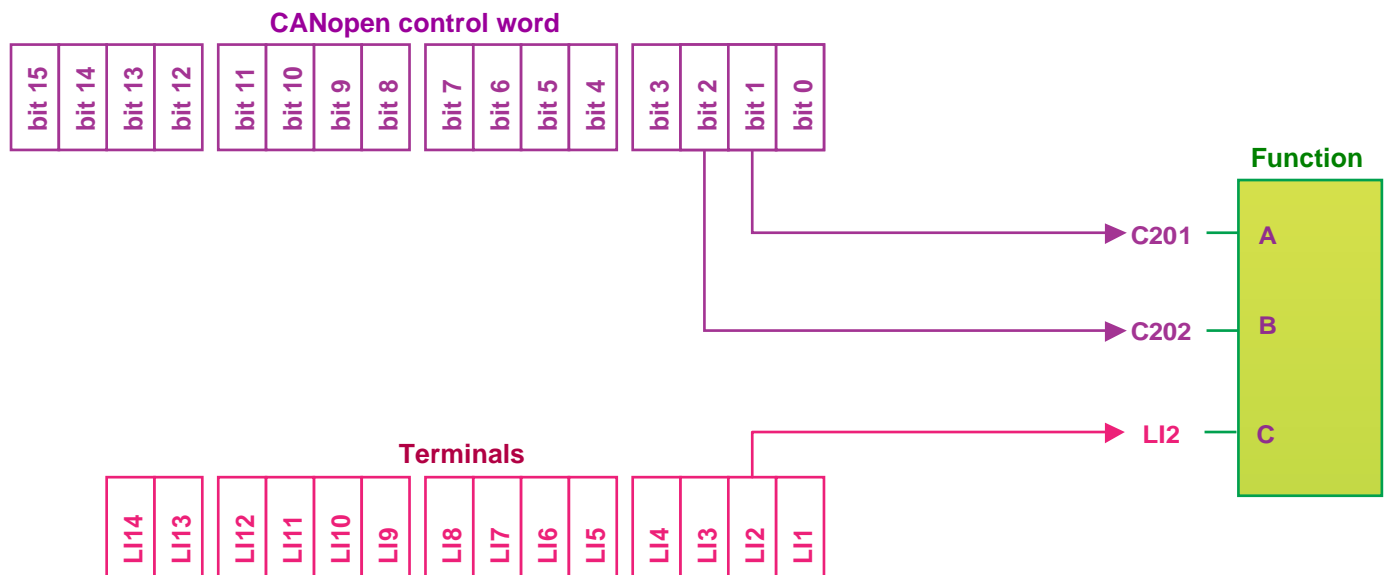 CANopen control word
bit 15
bit 14
bit 13
bit 12
bit 11
bit 10
bit 9
bit 8
bit 7
bit 6
bit 5
bit 4
bit 3
bit 2
bit 1
bit 0
Function
C201
A
C202
B
LI2
C
Terminals
LI14
LI13
LI12
LI11
LI10
LI9
LI8
LI7
LI6
LI5
LI4
LI3
LI2
LI1